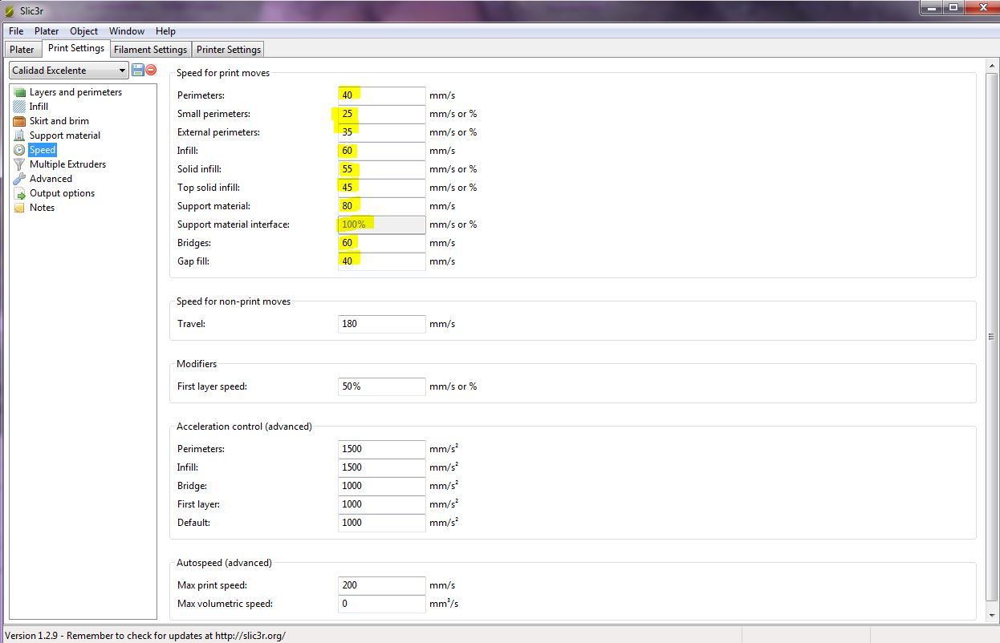 Slic3r
File Plater Object Window Help
Plater Print Settings Filament Settings Printer Settings
Calidad Excelente
Layers and perimeters
Infill
Skirt and brim
Support material
Speed
Multiple Extruders
Advanced
Output options
Notes
Speed for print moves
Perimeters: 40 mm/s
Small perimeters: 25 mm/s or %
External perimeters: 35 mm/s or %
Infill: 60 mm/s
Solid infill: 55 mm/s or %
Top solid infill: 45 mm/s or %
Support material: 80 mm/s
Support material interface: 100% mm/s or %
Bridges: 60 mm/s
Gap fill: 40 mm/s
Speed for non-print moves
Travel: 180 mm/s
Modifiers
First layer speed: 50% mm/s or %
Acceleration control (advanced)
Perimeters: 1500 mm/s²
Infill: 1500 mm/s²
Bridge: 1000 mm/s²
First layer: 1000 mm/s²
Default: 1000 mm/s²
Autospeed (advanced)
Max print speed: 200 mm/s
Max volumetric speed: 0 mm³/s
Version 1.2.9 - Remember to check for updates at http://slic3r.org/